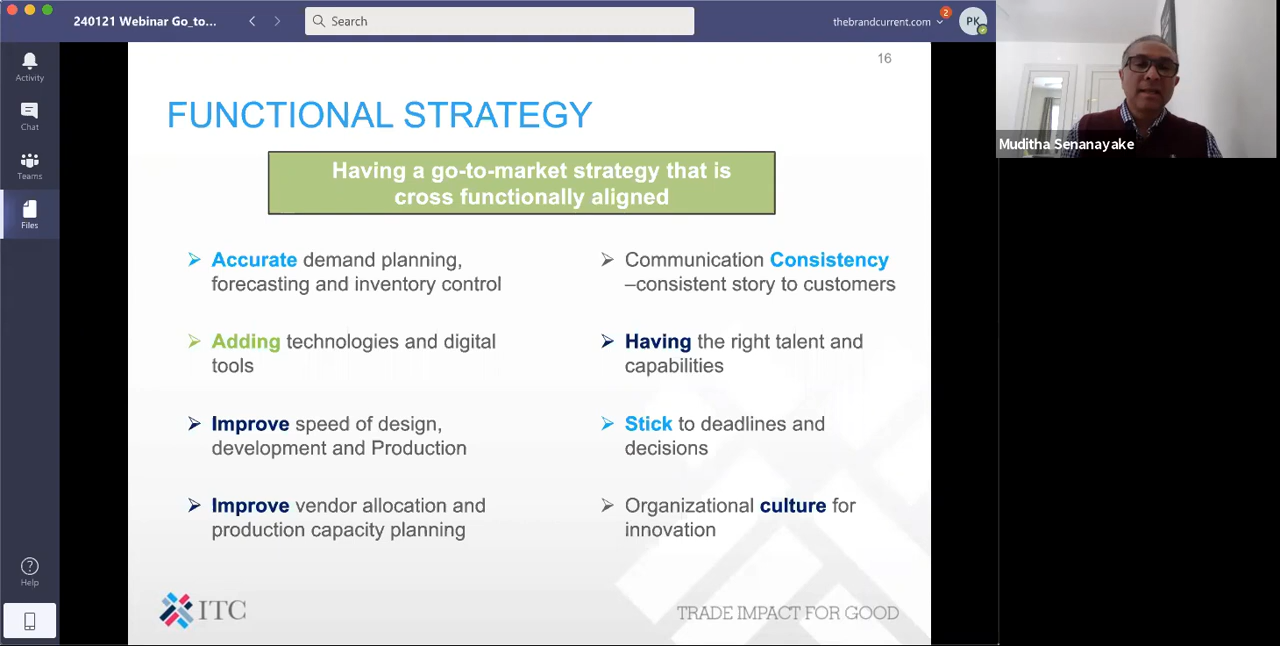 240121 Webinar Go_to...
Search
thebrandcurrent.com
2
PK
Activity
Chat
Teams
Files
Help
16
FUNCTIONAL STRATEGY
Having a go-to-market strategy that is
cross functionally aligned
Accurate demand planning,
forecasting and inventory control
Adding technologies and digital
tools
Improve speed of design,
development and Production
Improve vendor allocation and
production capacity planning
Communication Consistency
–consistent story to customers
Having the right talent and
capabilities
Stick to deadlines and
decisions
Organizational culture for
innovation
ITC
TRADE IMPACT FOR GOOD
Muditha Senanayake